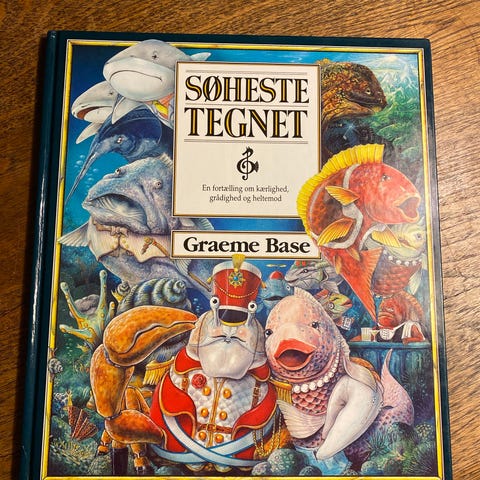 SØHESTE
TEGNET
En fortælling om kærlighed,
grådighed og heltemod
Graeme Base